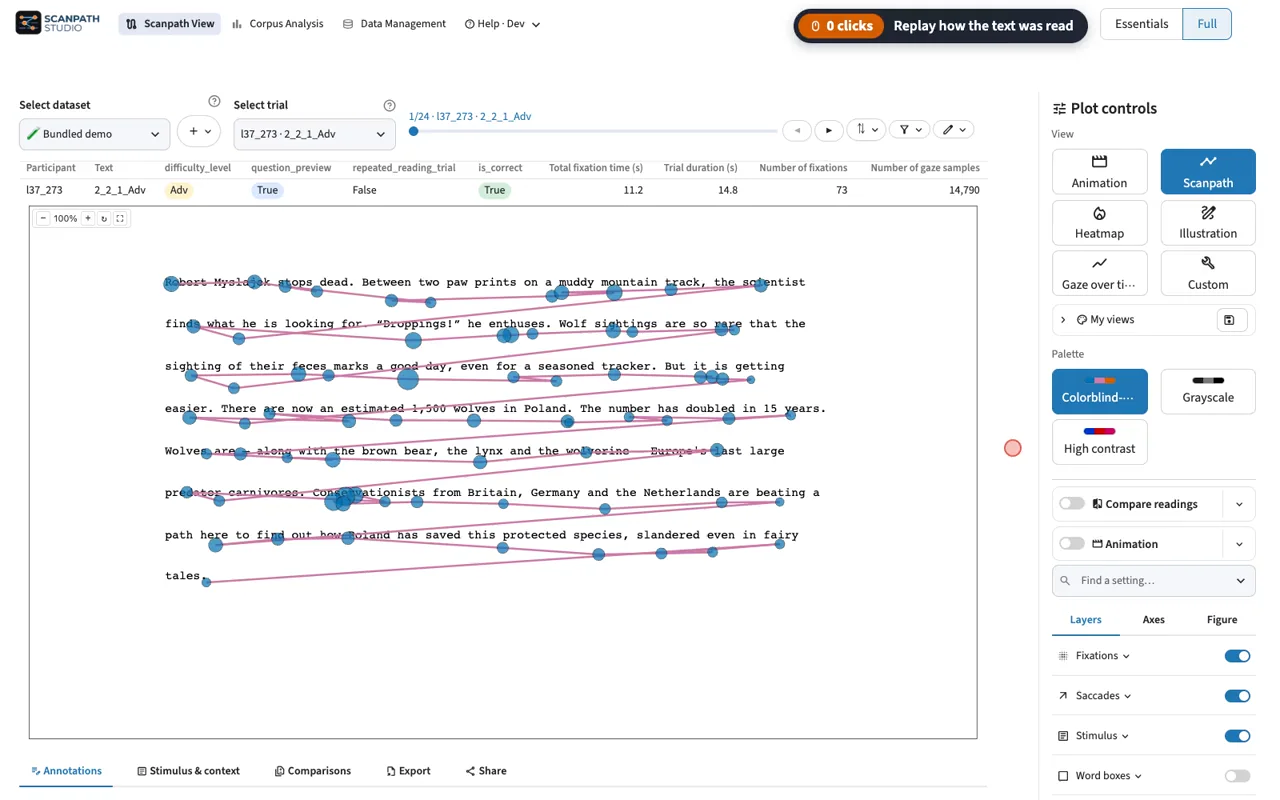 SCANPATH
STUDIO
Scanpath View
Corpus Analysis
Data Management
Help · Dev
0 clicks
Replay how the text was read
Essentials
Full
Select dataset
Select trial
Bundled demo
+
l37_273 · 2_2_1_Adv
1/24 · l37_273 · 2_2_1_Adv
Participant Text difficulty_level question_preview repeated_reading_trial is_correct Total fixation time (s) Trial duration (s) Number of fixations Number of gaze samples
l37_273 2_2_1_Adv Adv True False True 11.2 14.8 73 14,790
− 100% +
Robert Myslajek stops dead. Between two paw prints on a muddy mountain track, the scientist
finds what he is looking for. “Droppings!” he enthuses. Wolf sightings are so rare that the
sighting of their feces marks a good day, even for a seasoned tracker. But it is getting
easier. There are now an estimated 1,500 wolves in Poland. The number has doubled in 15 years.
Wolves are – along with the brown bear, the lynx and the wolverine – Europe's last large
predator carnivores. Conservationists from Britain, Germany and the Netherlands are beating a
path here to find out how Poland has saved this protected species, slandered even in fairy
tales.
Annotations
Stimulus & context
Comparisons
Export
Share
Plot controls
View
Animation
Scanpath
Heatmap
Illustration
Gaze over ti…
Custom
My views
Palette
Colorblind-…
Grayscale
High contrast
Compare readings
Animation
Find a setting…
Layers
Axes
Figure
Fixations
Saccades
Stimulus
Word boxes